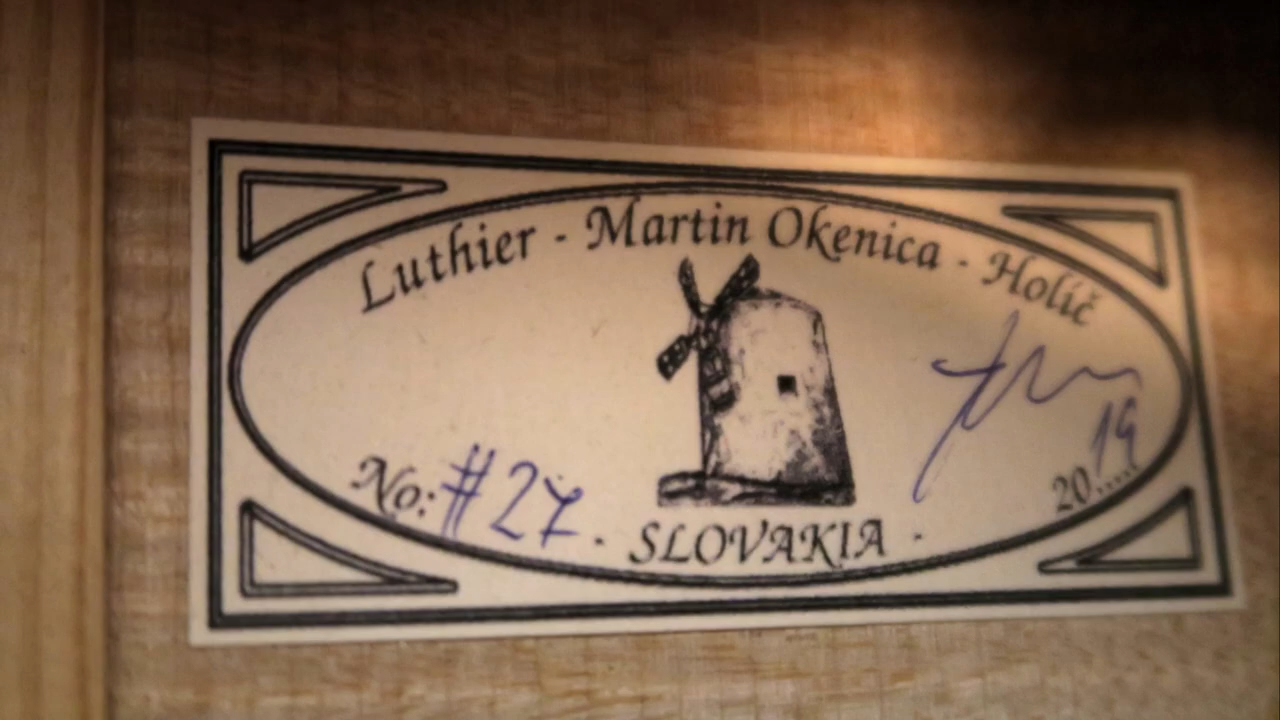 Luthier - Martin Okenica - Holíč
No: #27
2019
- SLOVAKIA -